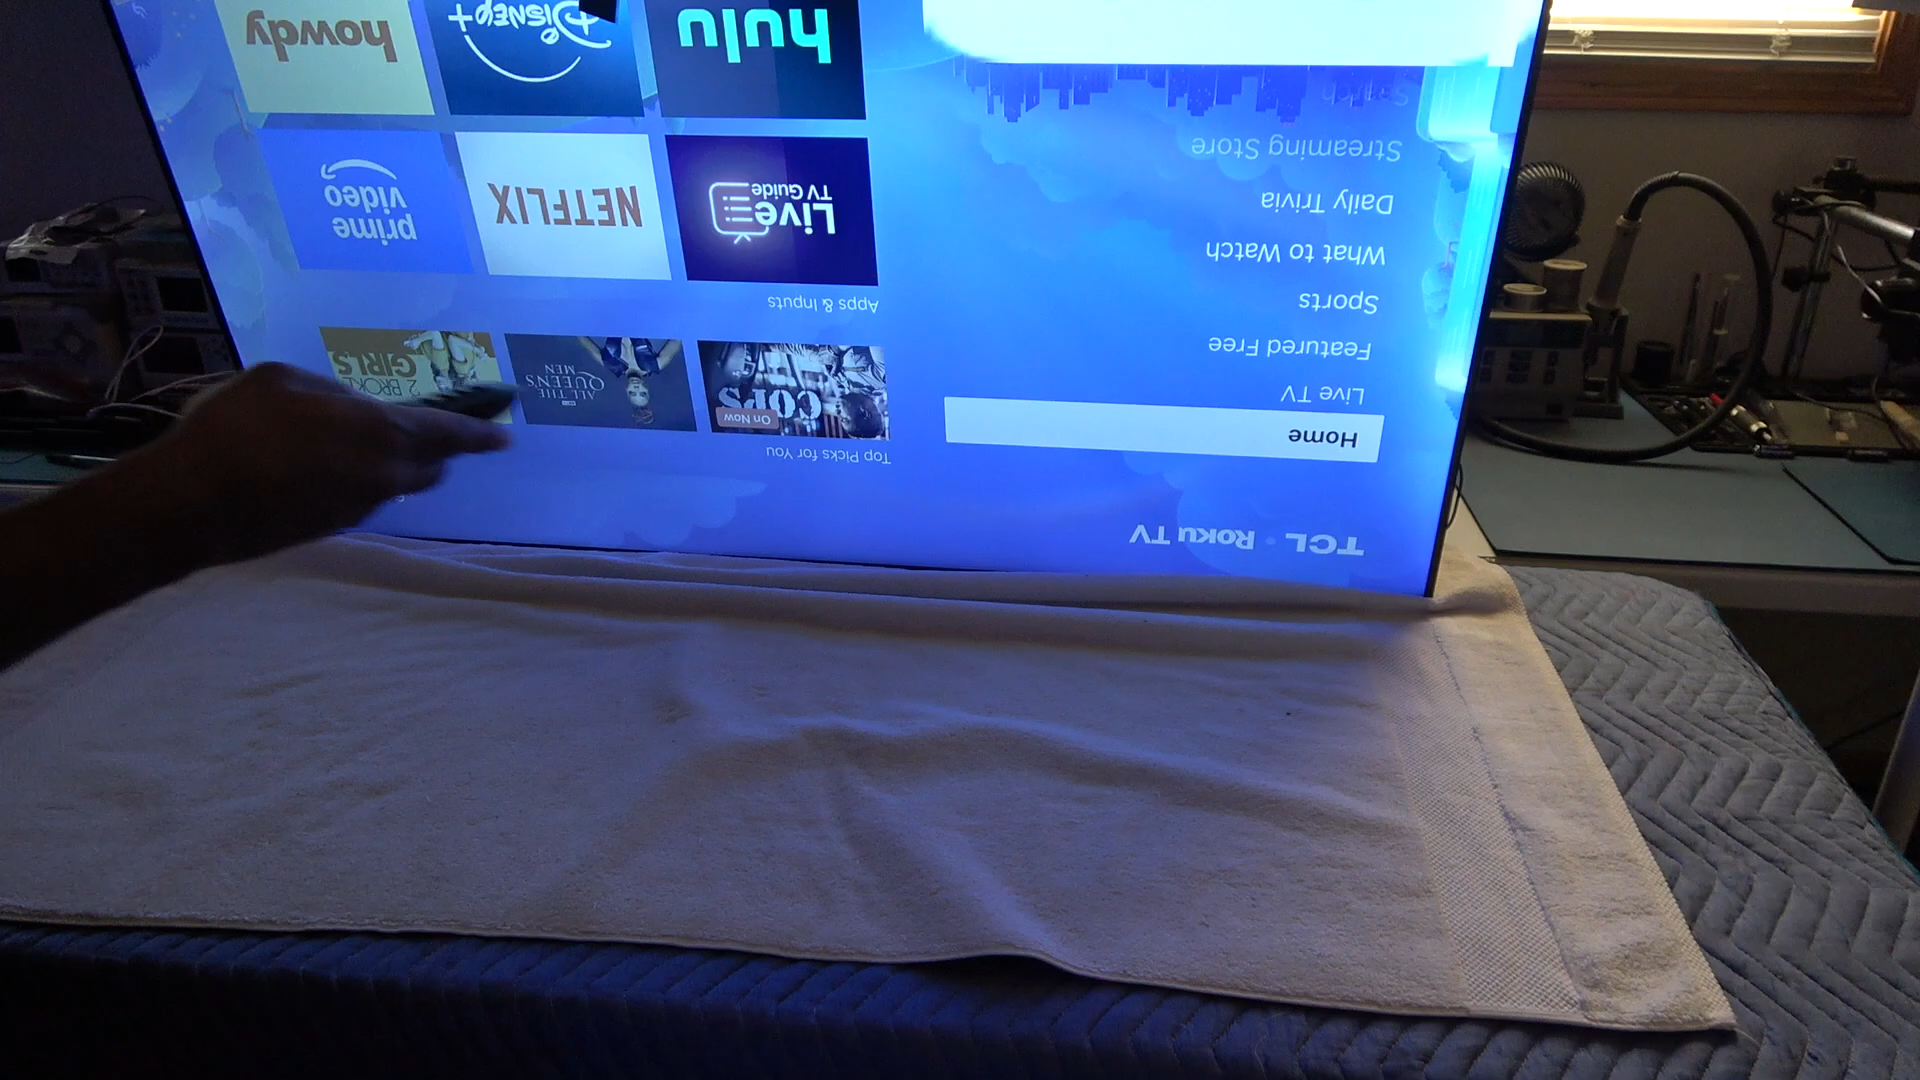 TCL · Roku TV
Home
Live TV
Featured Free
Sports
What to Watch
Daily Trivia
Streaming Store
Search
Top Picks for You
On Now
COPS
ALL THE
QUEEN'S
MEN
2 BROKE
GIRLS
Apps & Inputs
Live
TV Guide
NETFLIX
prime
video
hulu
Disney+
howdy